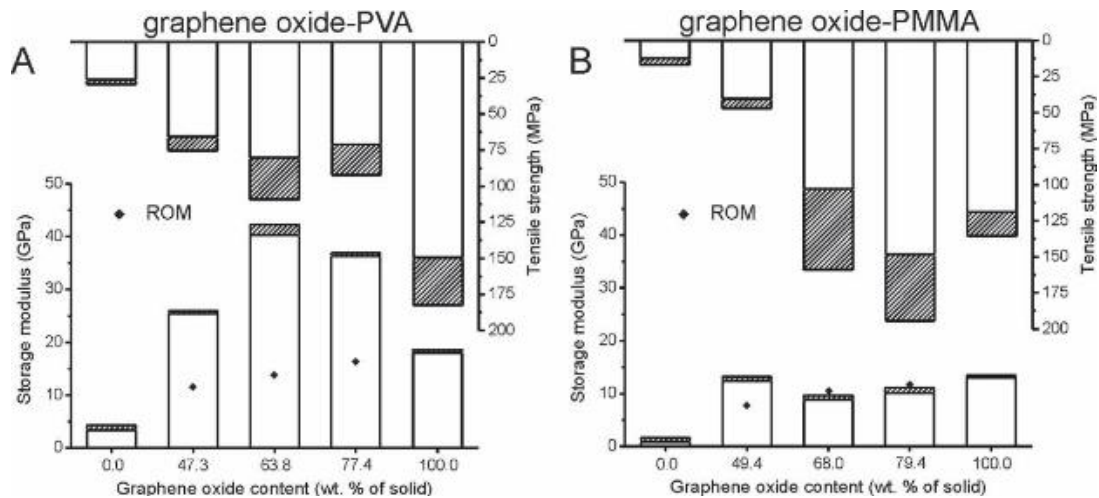 graphene oxide-PVA
A
0
25
50
75
100
125
150
175
200
Tensile strength (MPa)
50
40
30
20
10
0
Storage modulus (GPa)
ROM
0.0 47.3 63.8 77.4 100.0
Graphene oxide content (wt. % of solid)
graphene oxide-PMMA
B
0
25
50
75
100
125
150
175
200
Tensile strength (MPa)
50
40
30
20
10
0
Storage modulus (GPa)
ROM
0.0 49.4 68.0 79.4 100.0
Graphene oxide content (wt. % of solid)